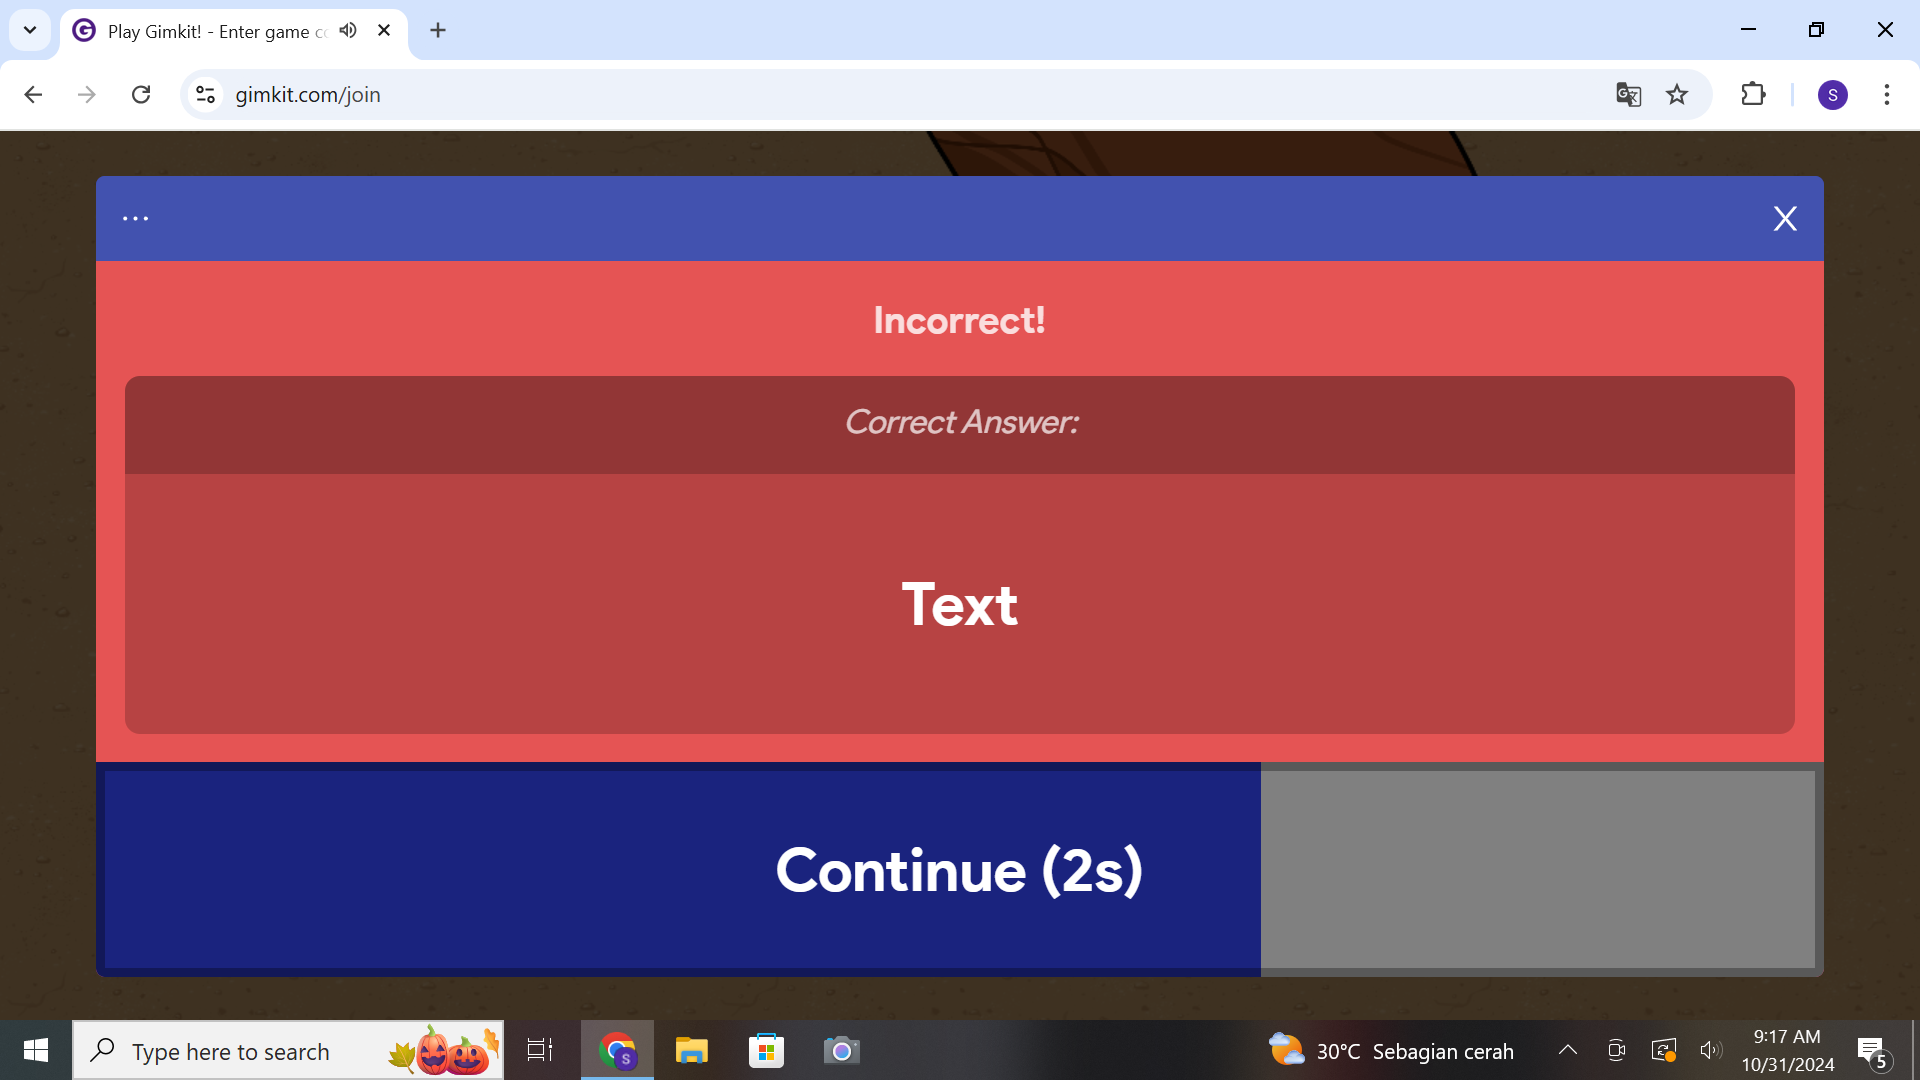 Play Gimkit! - Enter game c
gimkit.com/join
S
...
X
Incorrect!
Correct Answer:
Text
Continue (2s)
Type here to search
S
30°C Sebagian cerah
9:17 AM
10/31/2024
5